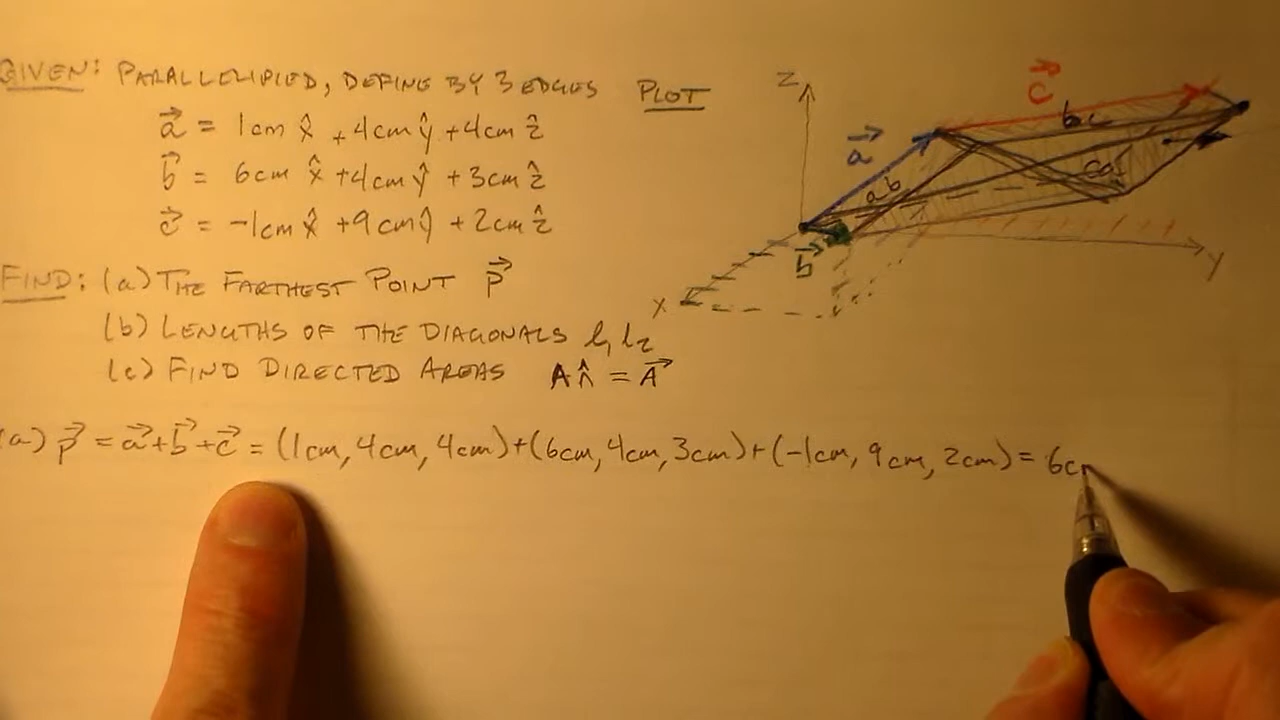 GIVEN: PARALLELIPIED, DEFINE BY 3 EDGES
a⃗ = 1cm x̂ + 4cm ŷ + 4cm ẑ
b⃗ = 6cm x̂ + 4cm ŷ + 3cm ẑ
c⃗ = -1cm x̂ + 9cm ŷ + 2cm ẑ
FIND: (a) THE FARTHEST POINT p⃗
(b) LENGTHS OF THE DIAGONALS l₁ l₂
(c) FIND DIRECTED AREAS A n̂ = A⃗
PLOT
z
c⃗
bc
a⃗
ab
ca
b⃗
x
y
(a) p⃗ = a⃗ + b⃗ + c⃗ = (1cm, 4cm, 4cm) + (6cm, 4cm, 3cm) + (-1cm, 9cm, 2cm) = 6cm